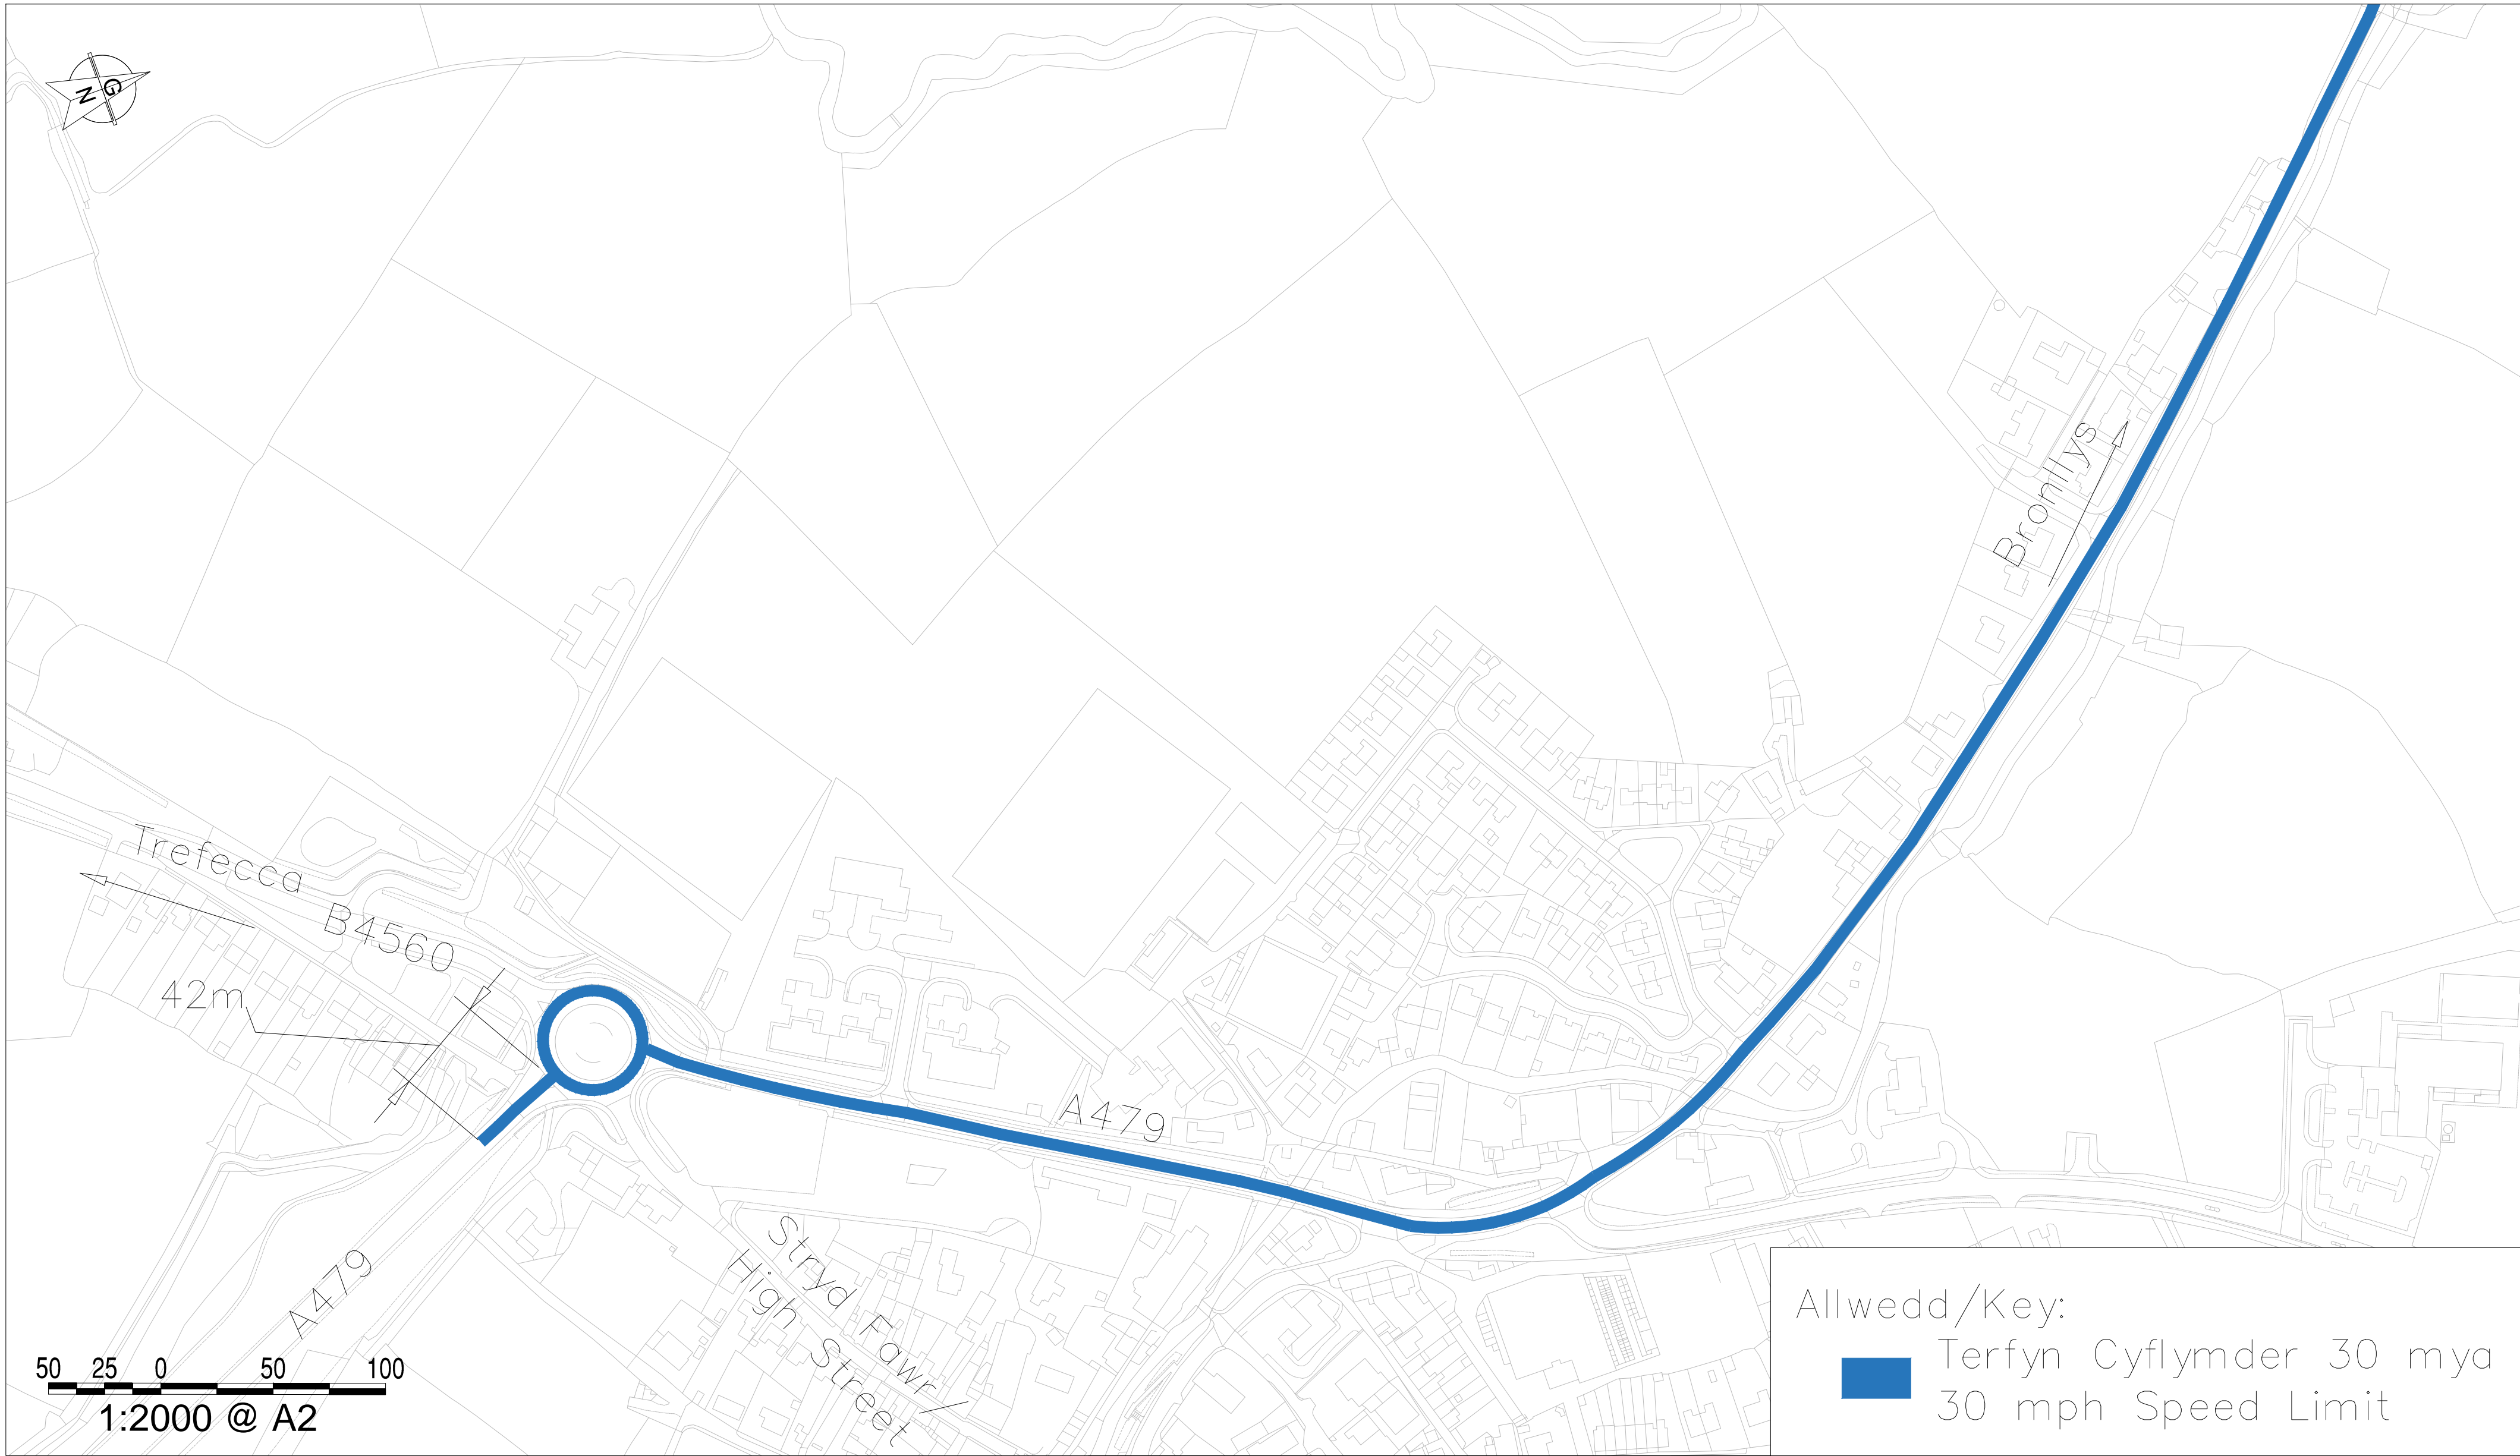 N G
Bronllys
Trefecca
B4560
42m
A479
A479
Stryd Fawr
High Street
50 25 0 50 100
1:2000 @ A2
Allwedd/Key:
Terfyn Cyflymder 30 mya
30 mph Speed Limit